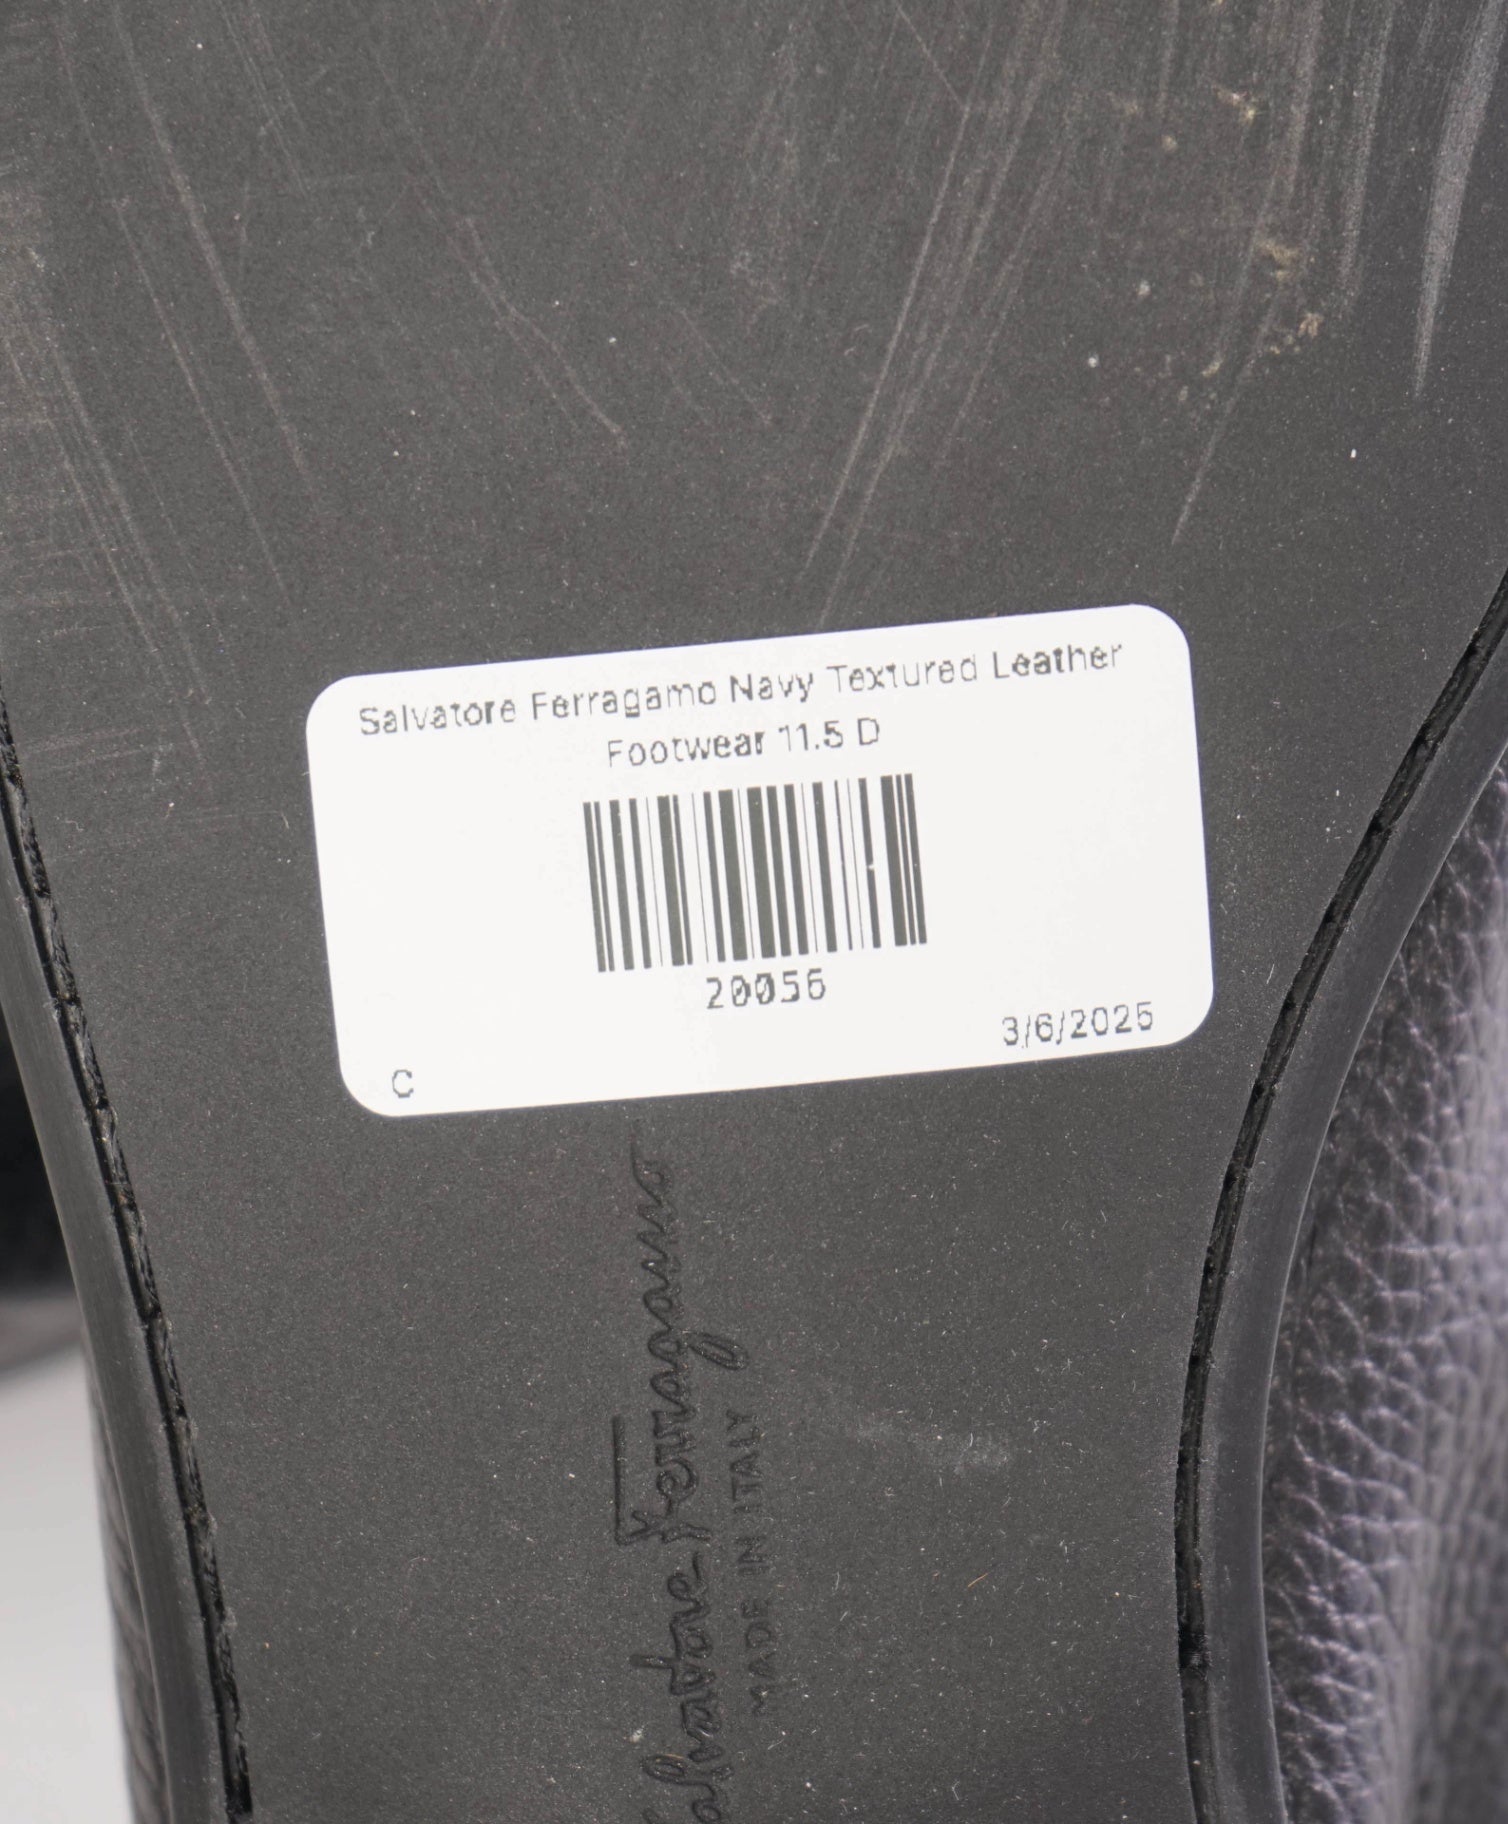 Salvatore Ferragamo Navy Textured Leather
Footwear 11.5 D
20056
3/6/2025
C
Salvatore Ferragamo
MADE IN ITALY